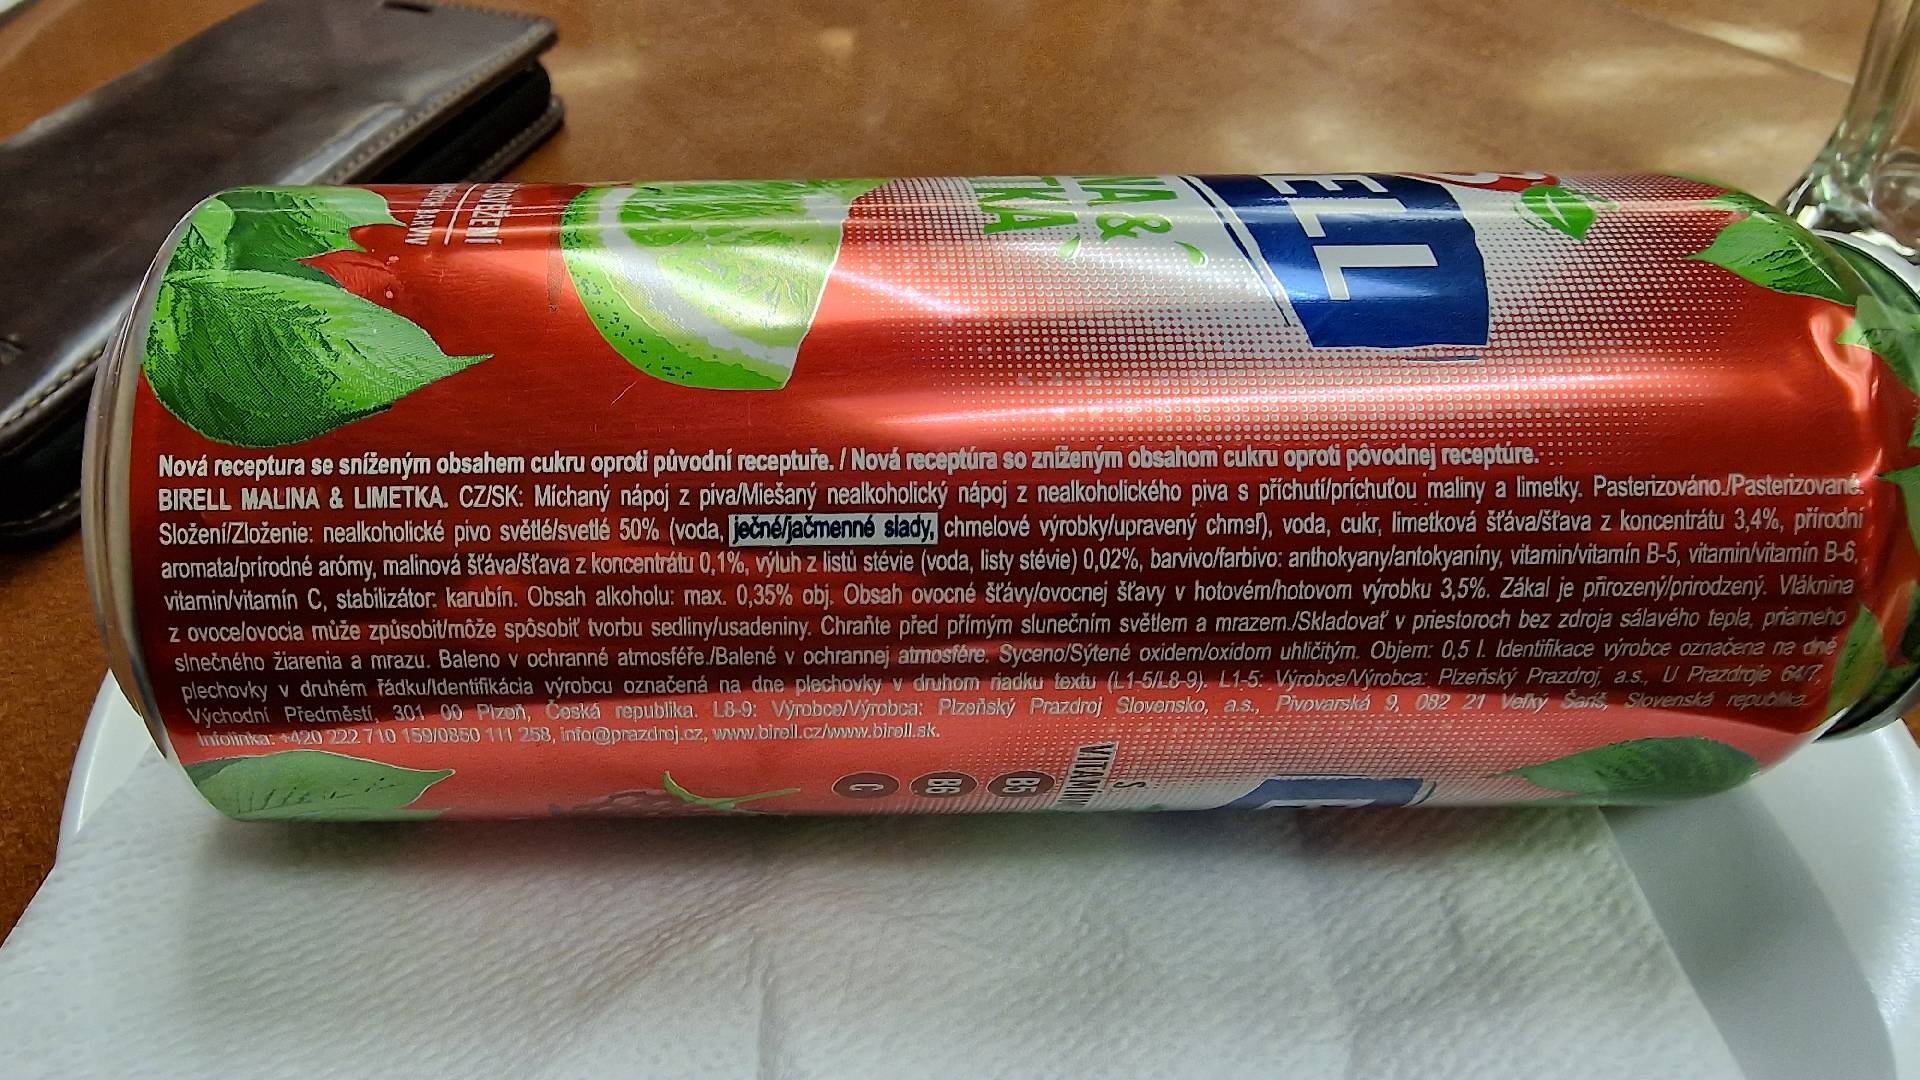 OSVĚŽENÍ
NA &
TKA
ELL
Nová receptura se sníženým obsahem cukru oproti původní receptuře. / Nová receptúra so zníženým obsahom cukru oproti pôvodnej receptúre.
BIRELL MALINA & LIMETKA. CZ/SK: Míchaný nápoj z piva/Miešaný nealkoholický nápoj z nealkoholického piva s příchutí/príchuťou maliny a limetky. Pasterizováno./Pasterizované.
Složení/Zloženie: nealkoholické pivo světlé/svetlé 50% (voda, ječné/jačmenné slady, chmelové výrobky/upravený chmeľ), voda, cukr, limetková šťáva/šťava z koncentrátu 3,4%, přírodní
aromata/prírodné arómy, malinová šťáva/šťava z koncentrátu 0,1%, výluh z listů stévie (voda, listy stévie) 0,02%, barvivo/farbivo: anthokyany/antokyaníny, vitamin/vitamín B-5, vitamin/vitamín B-6,
vitamin/vitamín C, stabilizátor: karubin. Obsah alkoholu: max. 0,35% obj. Obsah ovocné šťávy/ovocnej šťavy v hotovém/hotovom výrobku 3,5%. Zákal je přirozený/prirodzený. Vláknina
z ovoce/ovocia může způsobit/môže spôsobiť tvorbu sedliny/usadeniny. Chraňte před přímým slunečním světlem a mrazem./Skladovať v priestoroch bez zdroja sálavého tepla, priameho
slnečného žiarenia a mrazu. Baleno v ochranné atmosféře./Balené v ochrannej atmosfére. Syceno/Sýtené oxidem/oxidom uhličitým. Objem: 0,5 l. Identifikace výrobce označena na dně
plechovky v druhém řádku/Identifikácia výrobcu označená na dne plechovky v druhom riadku textu (L1-5/L8-9). L1-5: Výrobce/Výrobca: Plzeňský Prazdroj, a.s., U Prazdroje 64/7,
Východní Předměstí, 301 00 Plzeň, Česká republika. L8-9: Výrobce/Výrobca: Plzeňský Prazdroj Slovensko, a.s., Pivovarská 9, 082 21 Veľký Šariš, Slovenská republika.
Infolinka: +420 222 710 159/0850 111 258, info@prazdroj.cz, www.birell.cz/www.birell.sk.
S
VITAMIN
B5
B6
C